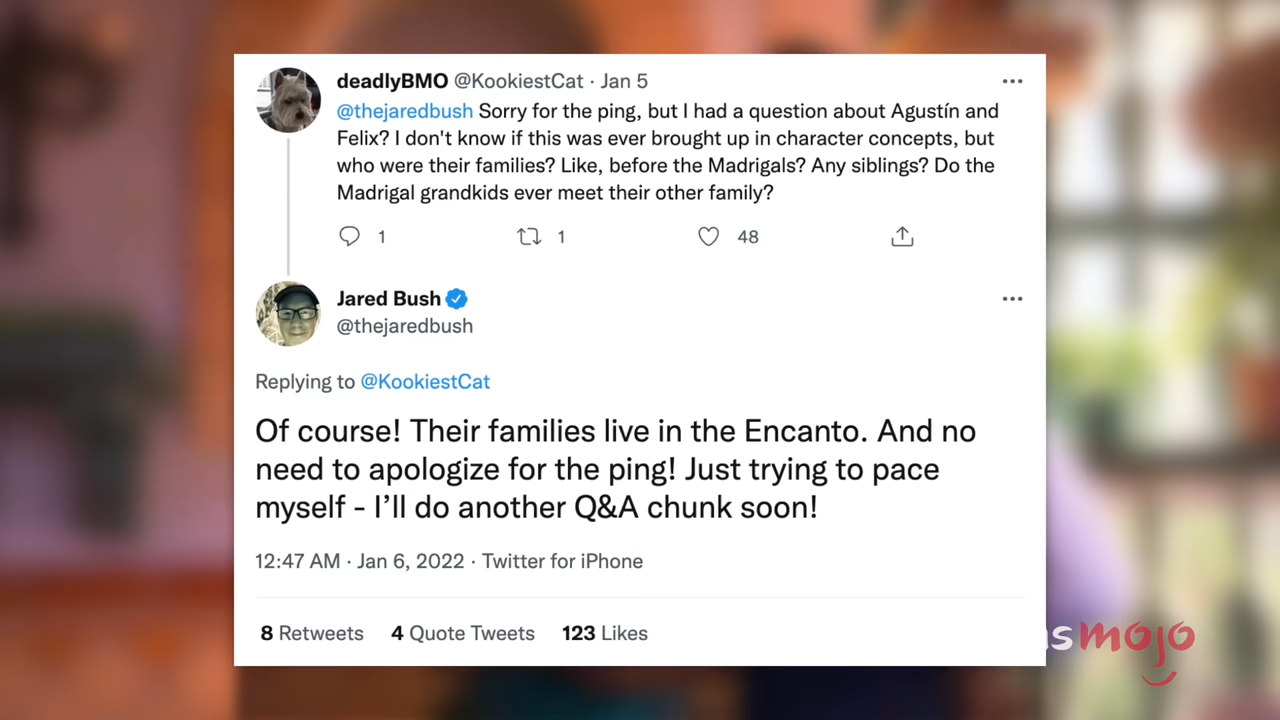 deadlyBMO @KookiestCat · Jan 5
@thejaredbush Sorry for the ping, but I had a question about Agustín and
Felix? I don't know if this was ever brought up in character concepts, but
who were their families? Like, before the Madrigals? Any siblings? Do the
Madrigal grandkids ever meet their other family?
1 1 48
Jared Bush
@thejaredbush
Replying to @KookiestCat
Of course! Their families live in the Encanto. And no
need to apologize for the ping! Just trying to pace
myself - I’ll do another Q&A chunk soon!
12:47 AM · Jan 6, 2022 · Twitter for iPhone
8 Retweets 4 Quote Tweets 123 Likes
smojo